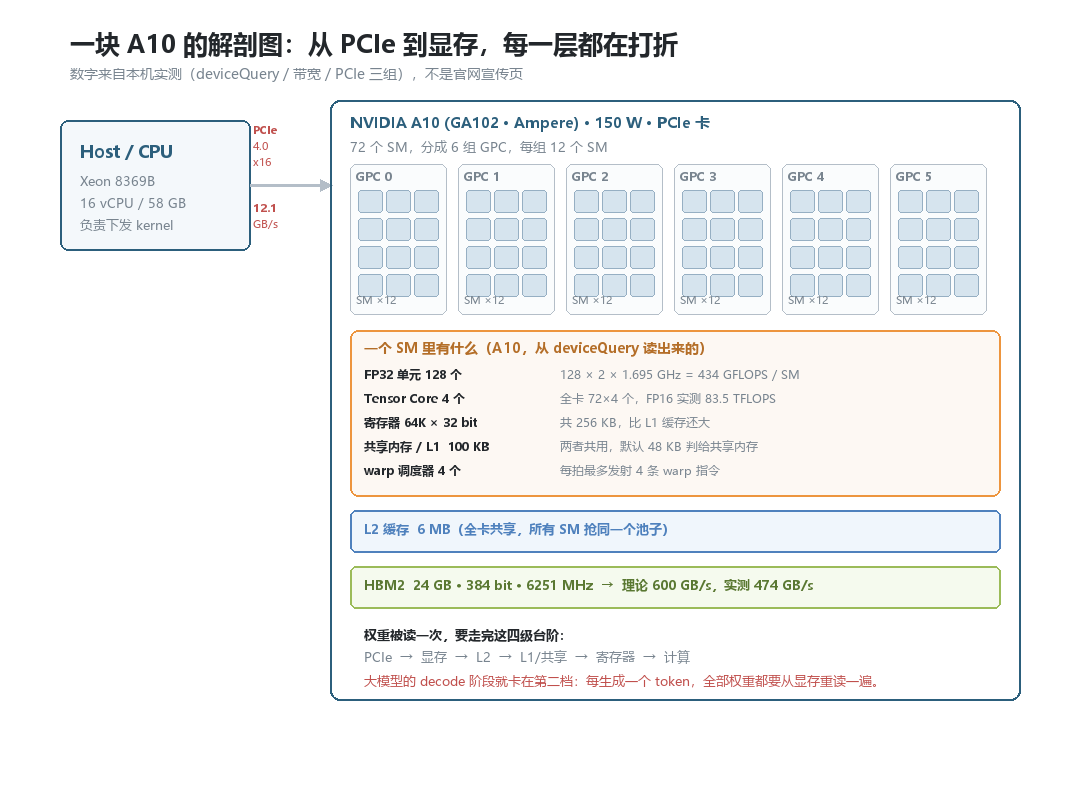 一块 A10 的解剖图：从 PCIe 到显存，每一层都在打折
数字来自本机实测（deviceQuery / 带宽 / PCIe 三组），不是官网宣传页
Host / CPU
Xeon 8369B
16 vCPU / 58 GB
负责下发 kernel
PCIe
4.0
x16
12.1
GB/s
NVIDIA A10 (GA102 • Ampere) • 150 W • PCIe 卡
72 个 SM，分成 6 组 GPC，每组 12 个 SM
GPC 0
GPC 1
GPC 2
GPC 3
GPC 4
GPC 5
SM ×12
SM ×12
SM ×12
SM ×12
SM ×12
SM ×12
一个 SM 里有什么（A10，从 deviceQuery 读出来的）
FP32 单元 128 个 128 × 2 × 1.695 GHz = 434 GFLOPS / SM
Tensor Core 4 个 全卡 72×4 个，FP16 实测 83.5 TFLOPS
寄存器 64K × 32 bit 共 256 KB，比 L1 缓存还大
共享内存 / L1 100 KB 两者共用，默认 48 KB 判给共享内存
warp 调度器 4 个 每拍最多发射 4 条 warp 指令
L2 缓存 6 MB（全卡共享，所有 SM 抢同一个池子）
HBM2 24 GB • 384 bit • 6251 MHz → 理论 600 GB/s，实测 474 GB/s
权重被读一次，要走完这四级台阶：
PCIe → 显存 → L2 → L1/共享 → 寄存器 → 计算
大模型的 decode 阶段就卡在第二档：每生成一个 token，全部权重都要从显存重读一遍。